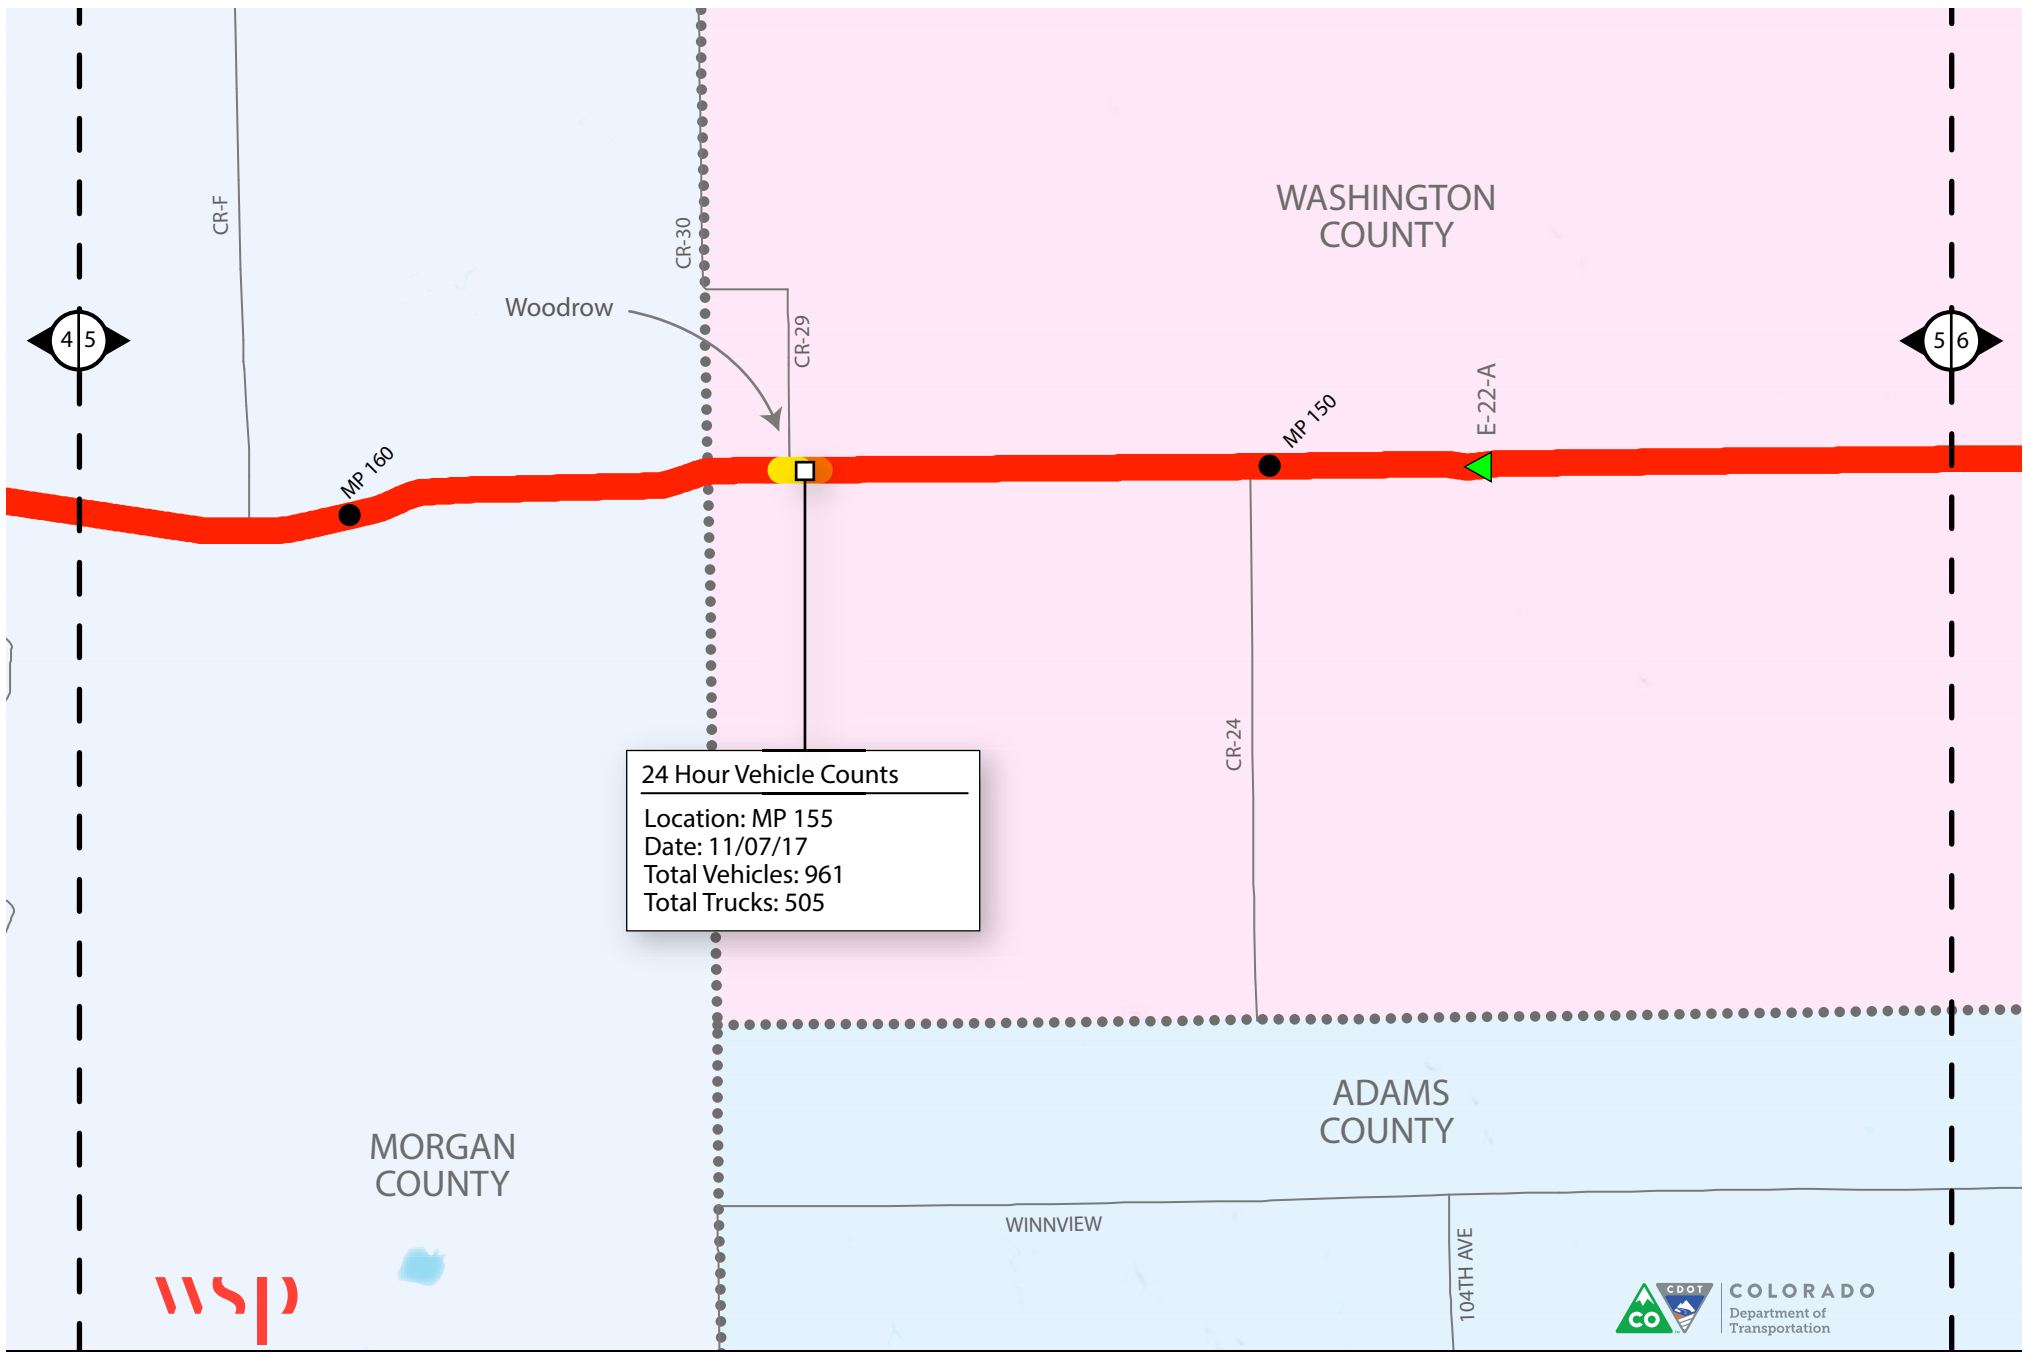 WASHINGTON
COUNTY
CR-F
CR-30
Woodrow
CR-29
4 5
5 6
E-22-A
MP 150
MP 160
CR-24
24 Hour Vehicle Counts
Location: MP 155
Date: 11/07/17
Total Vehicles: 961
Total Trucks: 505
ADAMS
COUNTY
MORGAN
COUNTY
WINNVIEW
104TH AVE
wsp
CO
CDOT
COLORADO
Department of
Transportation